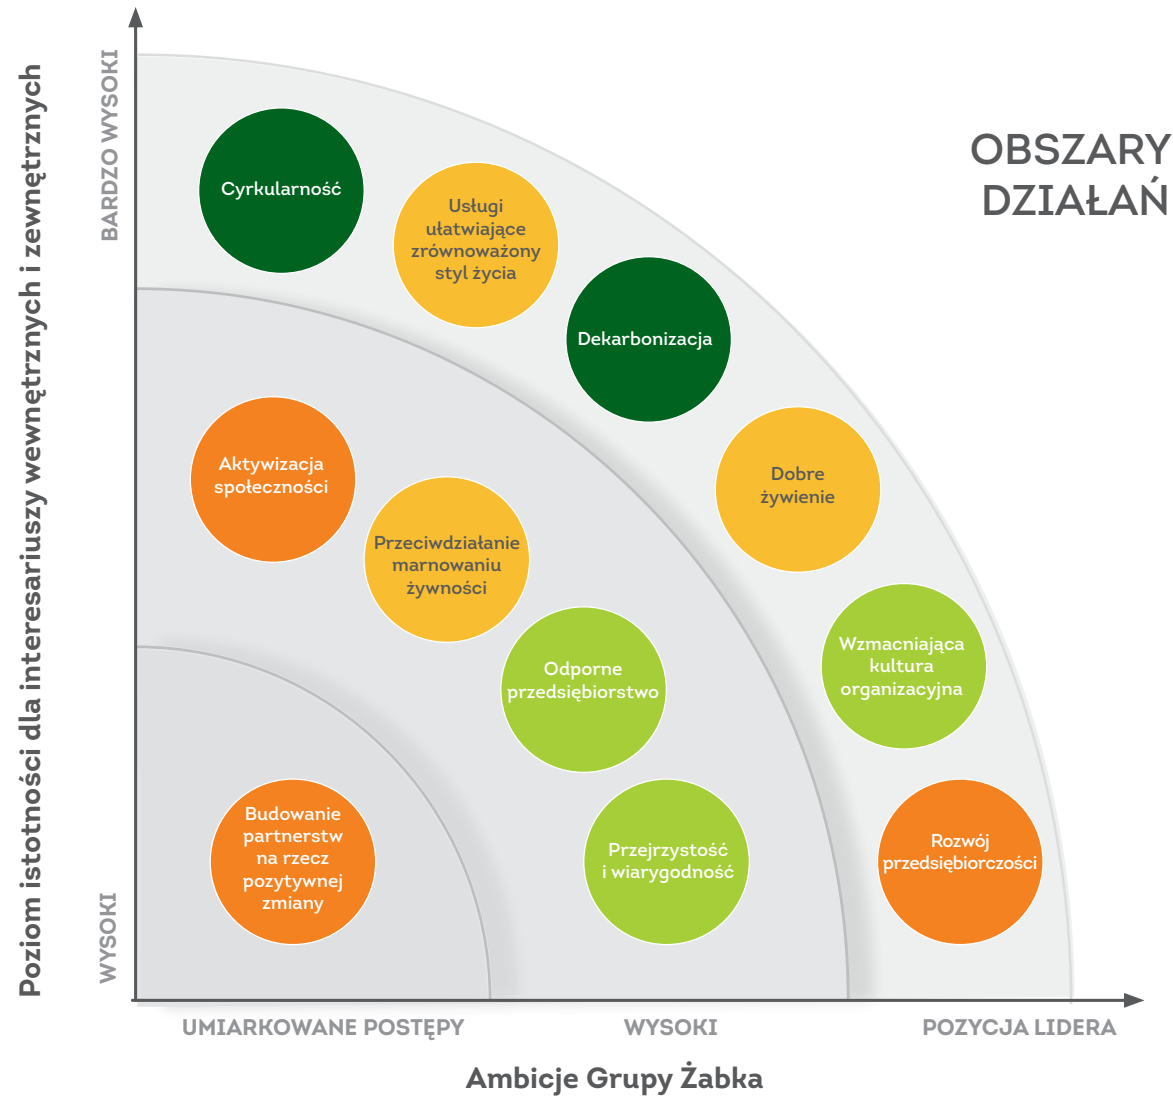 OBSZARY
DZIAŁAŃ
Poziom istotności dla interesariuszy wewnętrznych i zewnętrznych
BARDZO WYSOKI
WYSOKI
Cyrkularność
Usługi
ułatwiające
zrównoważony
styl życia
Dekarbonizacja
Dobre
żywienie
Aktywizacja
społeczności
Przeciwdziałanie
marnowaniu
żywności
Odporne
przedsiębiorstwo
Wzmacniająca
kultura
organizacyjna
Budowanie
partnerstw
na rzecz
pozytywnej
zmiany
Przejrzystość
i wiarygodność
Rozwój
przedsiębiorczości
UMIARKOWANE POSTĘPY
WYSOKI
POZYCJA LIDERA
Ambicje Grupy Żabka